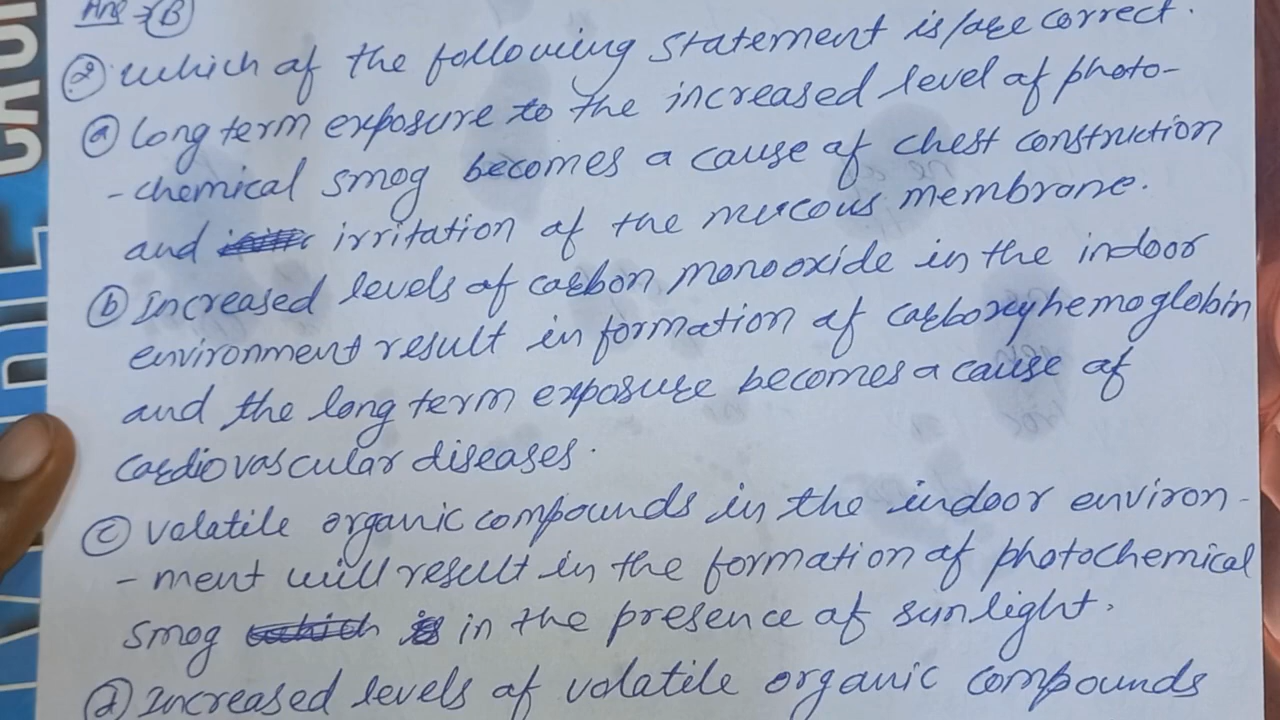 Ans → (B)
② which of the following statement is/are correct.
ⓐ long term exposure to the increased level of photo-
- chemical smog becomes a cause of chest construction
and irritation of the mucous membrane.
ⓑ Increased levels of carbon monooxide in the indoor
environment result in formation of carboxyhemoglobin
and the long term exposure becomes a cause of
cardiovascular diseases.
ⓒ volatile organic compounds in the indoor environ-
- ment will result in the formation of photochemical
smog in the presence of sunlight.
ⓓ Increased levels of volatile organic compounds